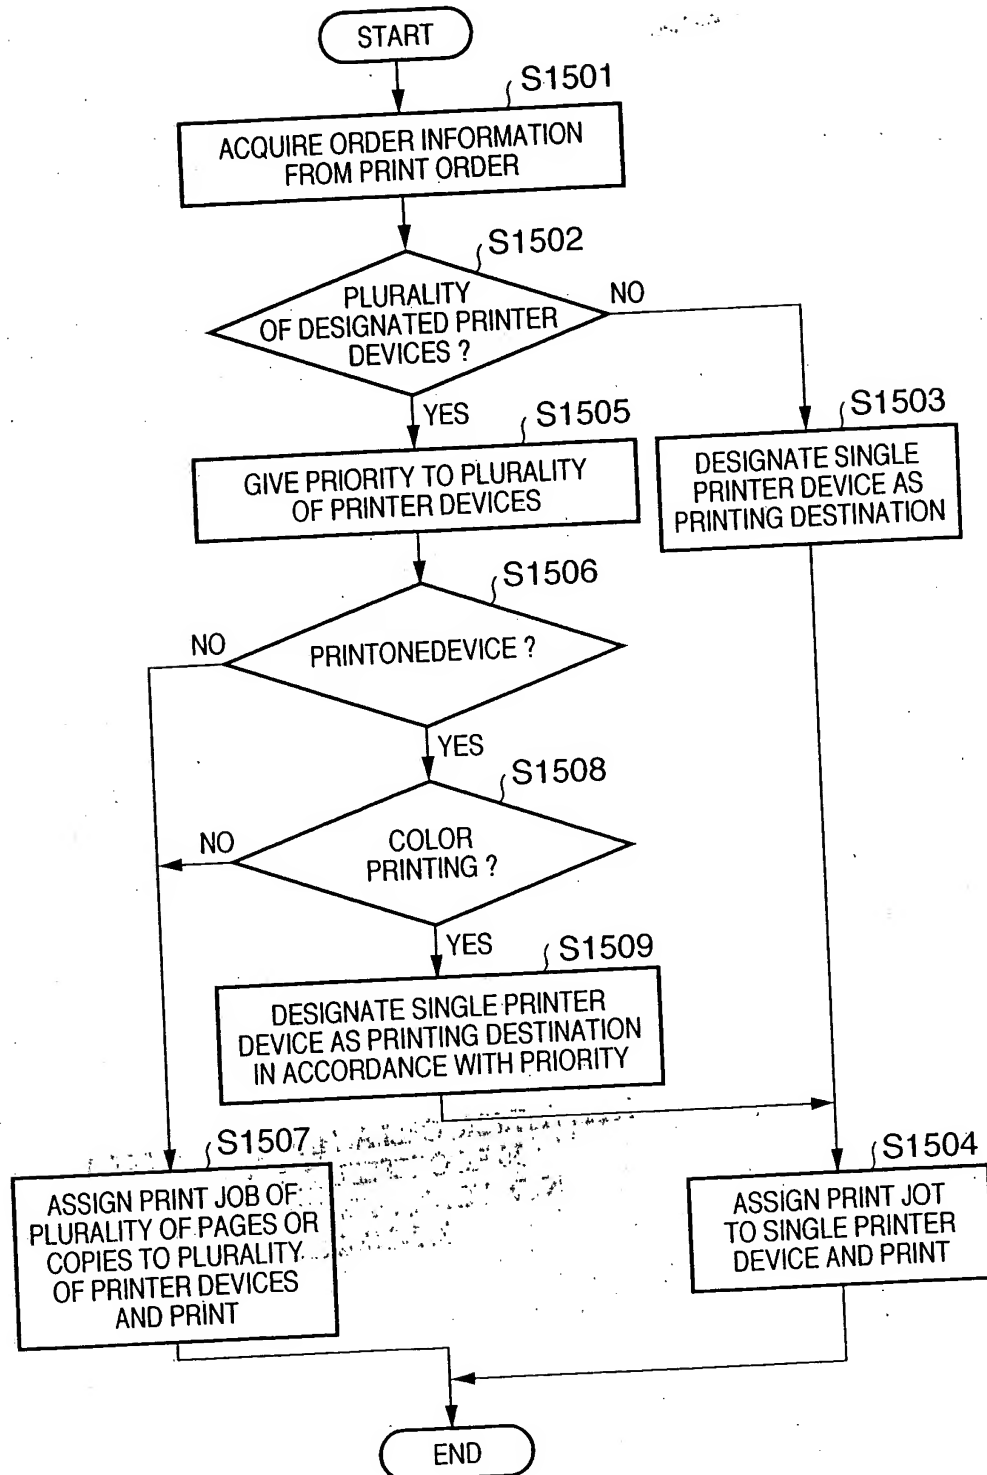 START
S1501
ACQUIRE ORDER INFORMATION
FROM PRINT ORDER
S1502
PLURALITY
OF DESIGNATED PRINTER
DEVICES ?
NO
YES
S1505
GIVE PRIORITY TO PLURALITY
OF PRINTER DEVICES
S1503
DESIGNATE SINGLE
PRINTER DEVICE AS
PRINTING DESTINATION
S1506
PRINTONEDEVICE ?
NO
YES
S1508
COLOR
PRINTING ?
NO
YES
S1509
DESIGNATE SINGLE PRINTER
DEVICE AS PRINTING DESTINATION
IN ACCORDANCE WITH PRIORITY
S1507
ASSIGN PRINT JOB OF
PLURALITY OF PAGES OR
COPIES TO PLURALITY
OF PRINTER DEVICES
AND PRINT
S1504
ASSIGN PRINT JOT
TO SINGLE PRINTER
DEVICE AND PRINT
END